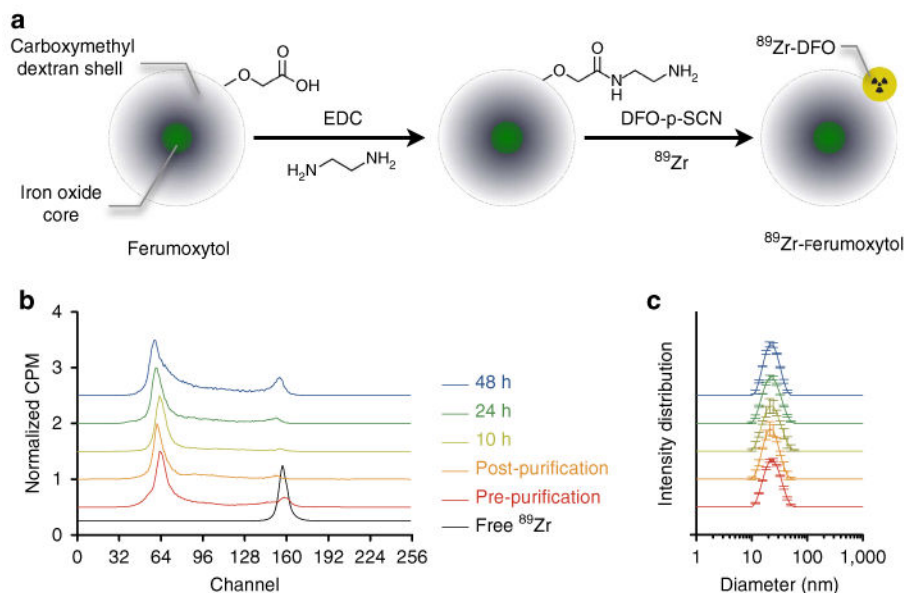 a
Carboxymethyl
dextran shell
O
O
OH
EDC
H₂N
NH₂
Iron oxide
core
Ferumoxytol
O
O
N
H
NH₂
DFO-p-SCN
⁸⁹Zr
⁸⁹Zr-DFO
⁸⁹Zr-Ferumoxytol
b
Normalized CPM
4
3
2
1
0
0 32 64 96 128 160 192 224 256
Channel
48 h
24 h
10 h
Post-purification
Pre-purification
Free ⁸⁹Zr
c
Intensity distribution
1 10 100 1,000
Diameter (nm)